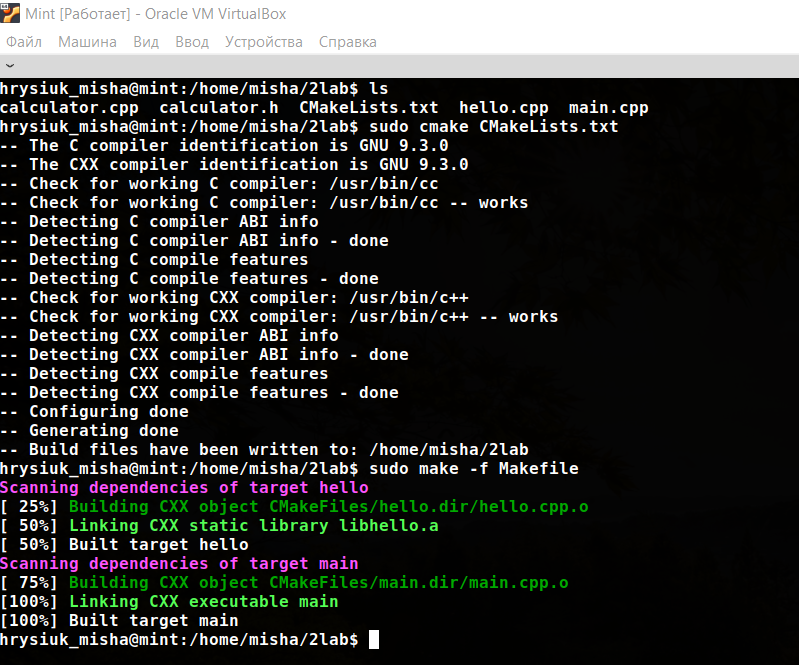 Mint [Работает] - Oracle VM VirtualBox
Файл Машина Вид Ввод Устройства Справка
hrysiuk_misha@mint:/home/misha/2lab$ ls
calculator.cpp  calculator.h  CMakeLists.txt  hello.cpp  main.cpp
hrysiuk_misha@mint:/home/misha/2lab$ sudo cmake CMakeLists.txt
-- The C compiler identification is GNU 9.3.0
-- The CXX compiler identification is GNU 9.3.0
-- Check for working C compiler: /usr/bin/cc
-- Check for working C compiler: /usr/bin/cc -- works
-- Detecting C compiler ABI info
-- Detecting C compiler ABI info - done
-- Detecting C compile features
-- Detecting C compile features - done
-- Check for working CXX compiler: /usr/bin/c++
-- Check for working CXX compiler: /usr/bin/c++ -- works
-- Detecting CXX compiler ABI info
-- Detecting CXX compiler ABI info - done
-- Detecting CXX compile features
-- Detecting CXX compile features - done
-- Configuring done
-- Generating done
-- Build files have been written to: /home/misha/2lab
hrysiuk_misha@mint:/home/misha/2lab$ sudo make -f Makefile
Scanning dependencies of target hello
[ 25%] Building CXX object CMakeFiles/hello.dir/hello.cpp.o
[ 50%] Linking CXX static library libhello.a
[ 50%] Built target hello
Scanning dependencies of target main
[ 75%] Building CXX object CMakeFiles/main.dir/main.cpp.o
[100%] Linking CXX executable main
[100%] Built target main
hrysiuk_misha@mint:/home/misha/2lab$